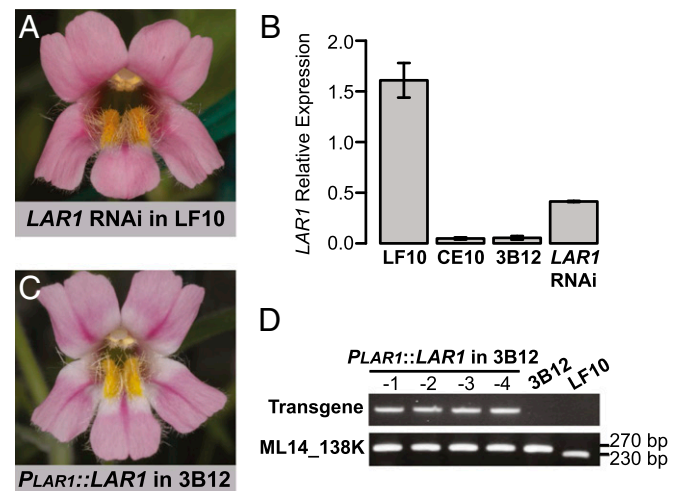 A
LAR1 RNAi in LF10
B
LAR1 Relative Expression
2.0
1.5
1.0
0.5
0.0
LF10 CE10 3B12 LAR1 RNAi
C
PLAR1::LAR1 in 3B12
D
PLAR1::LAR1 in 3B12 3B12 LF10
-1 -2 -3 -4
Transgene
ML14_138K
270 bp
230 bp